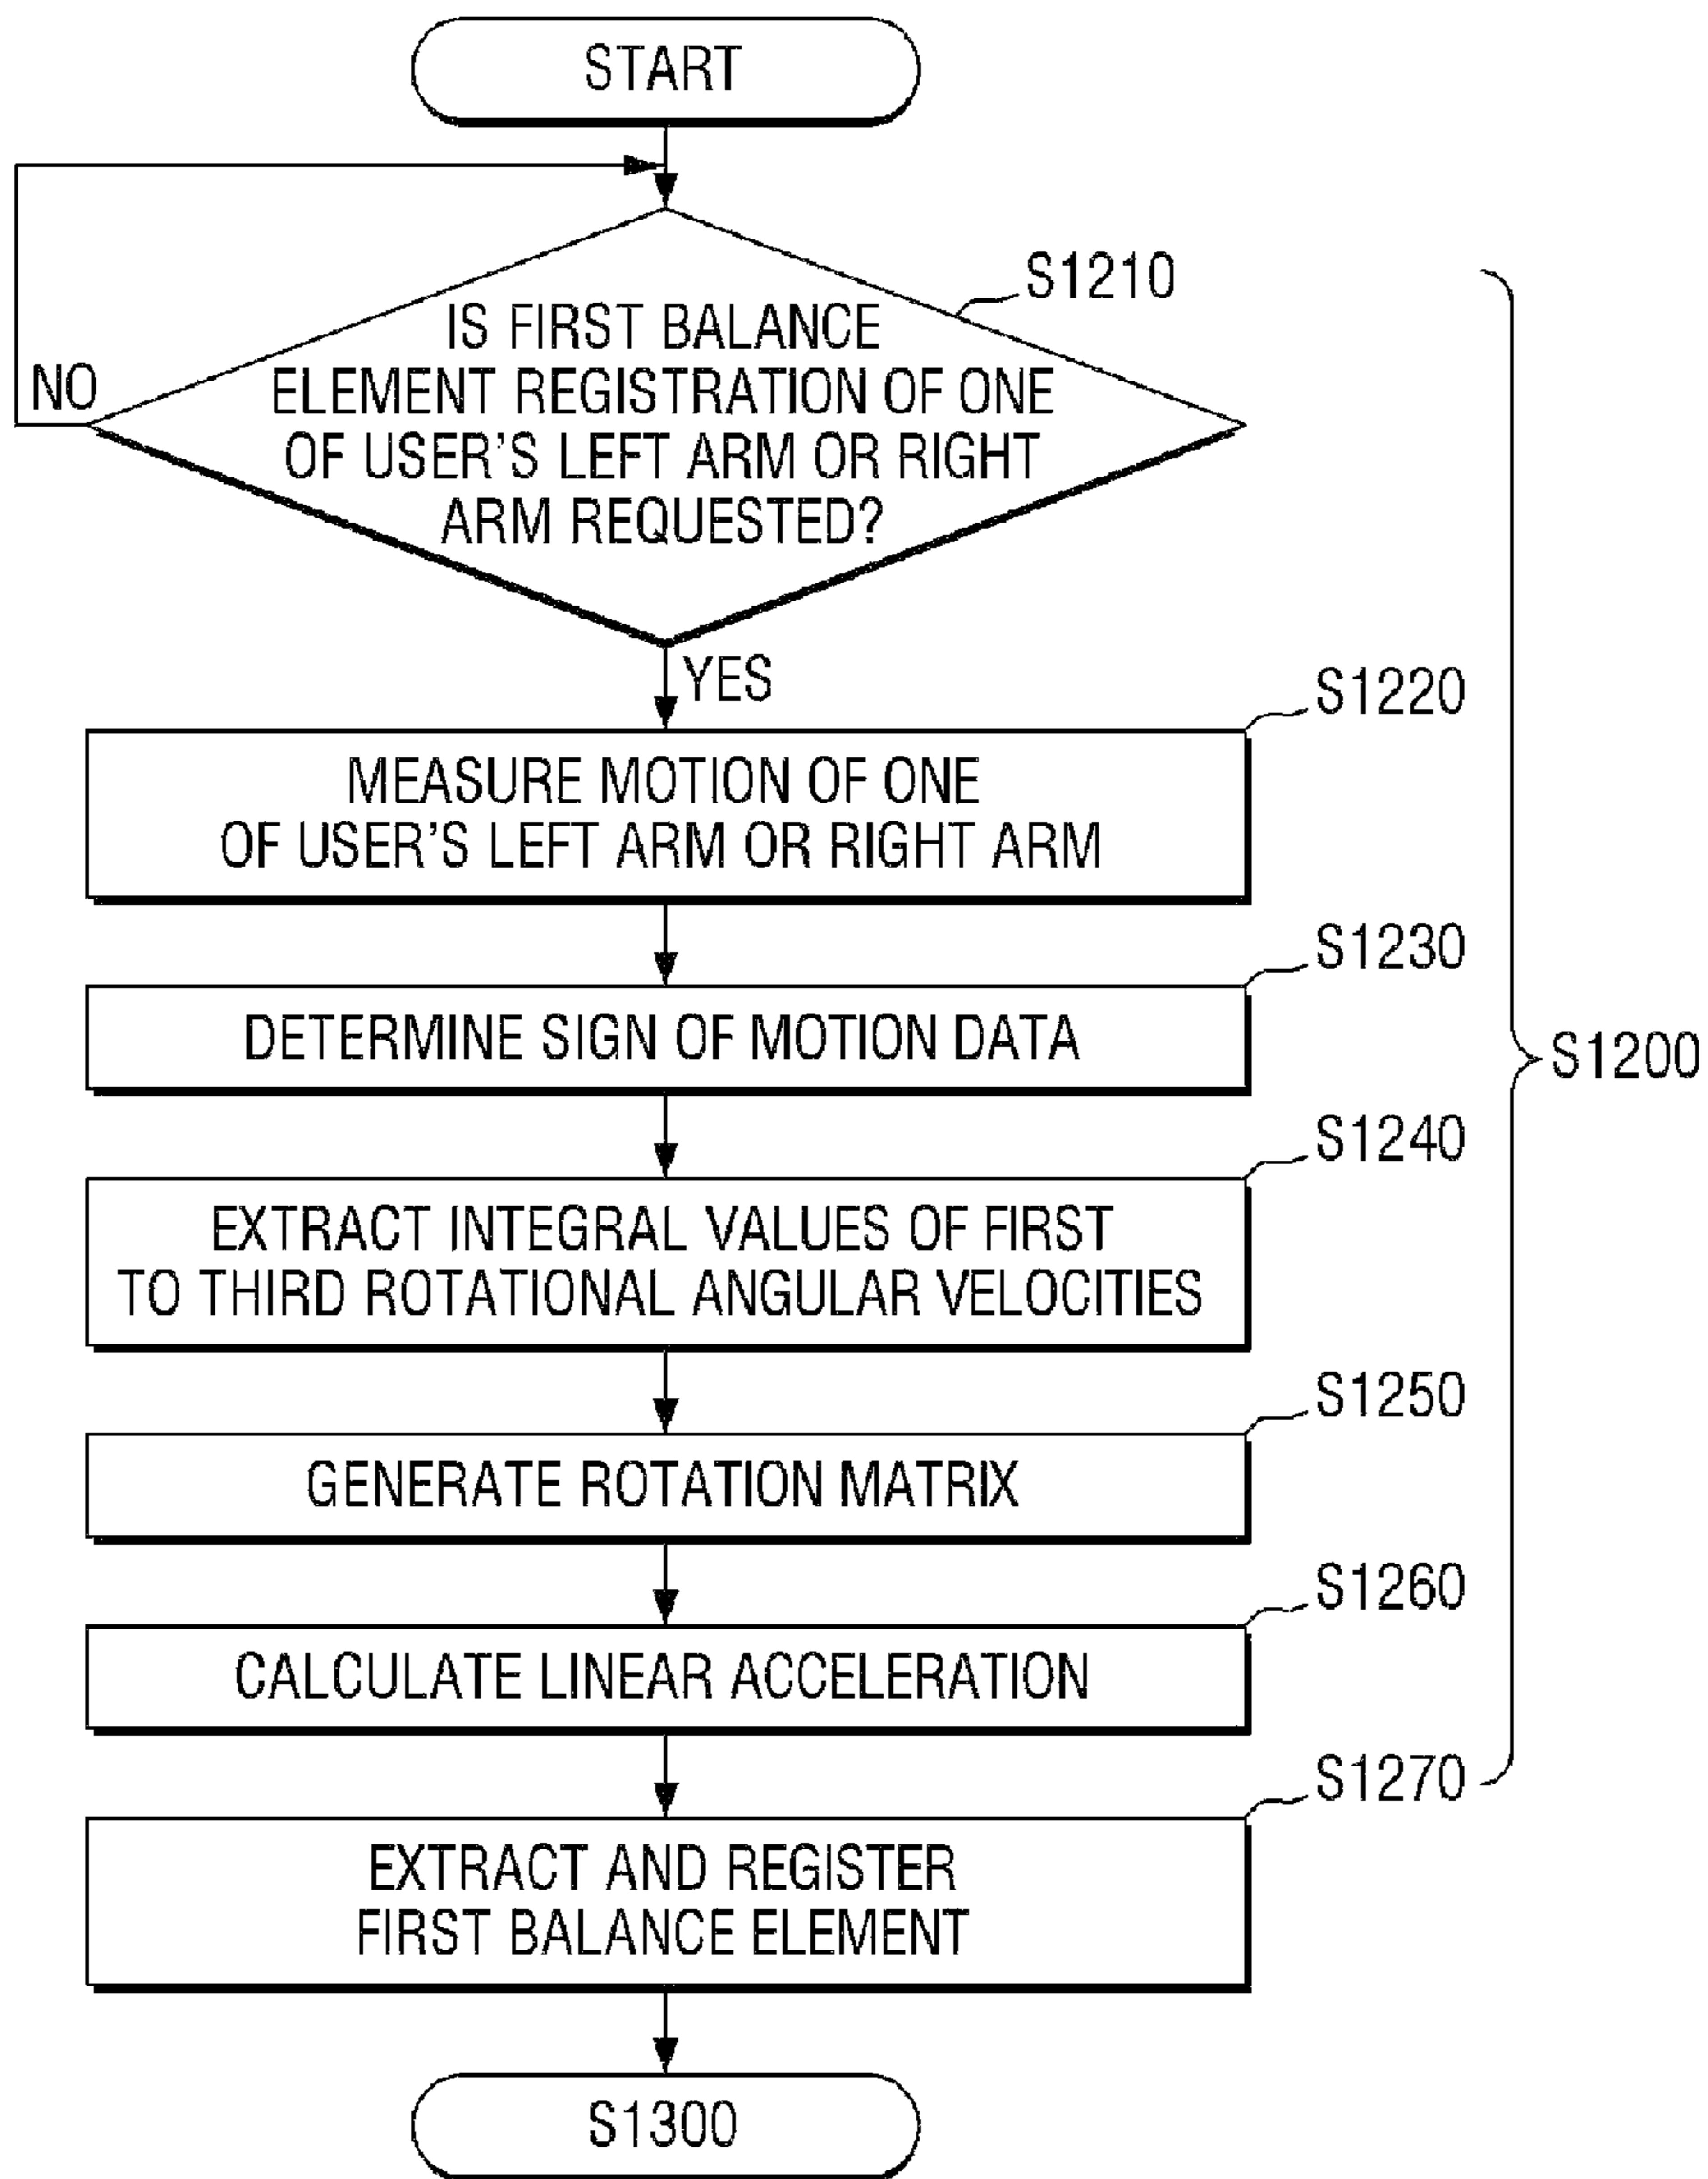 START
S1210
IS FIRST BALANCE
ELEMENT REGISTRATION OF ONE
OF USER'S LEFT ARM OR RIGHT
ARM REQUESTED?
NO
YES
S1220
MEASURE MOTION OF ONE
OF USER'S LEFT ARM OR RIGHT ARM
S1230
DETERMINE SIGN OF MOTION DATA
S1200
S1240
EXTRACT INTEGRAL VALUES OF FIRST
TO THIRD ROTATIONAL ANGULAR VELOCITIES
S1250
GENERATE ROTATION MATRIX
S1260
CALCULATE LINEAR ACCELERATION
S1270
EXTRACT AND REGISTER
FIRST BALANCE ELEMENT
S1300